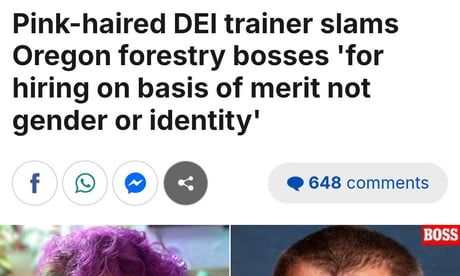 Pink-haired DEI trainer slams
Oregon forestry bosses 'for
hiring on basis of merit not
gender or identity'
648 comments
BOSS